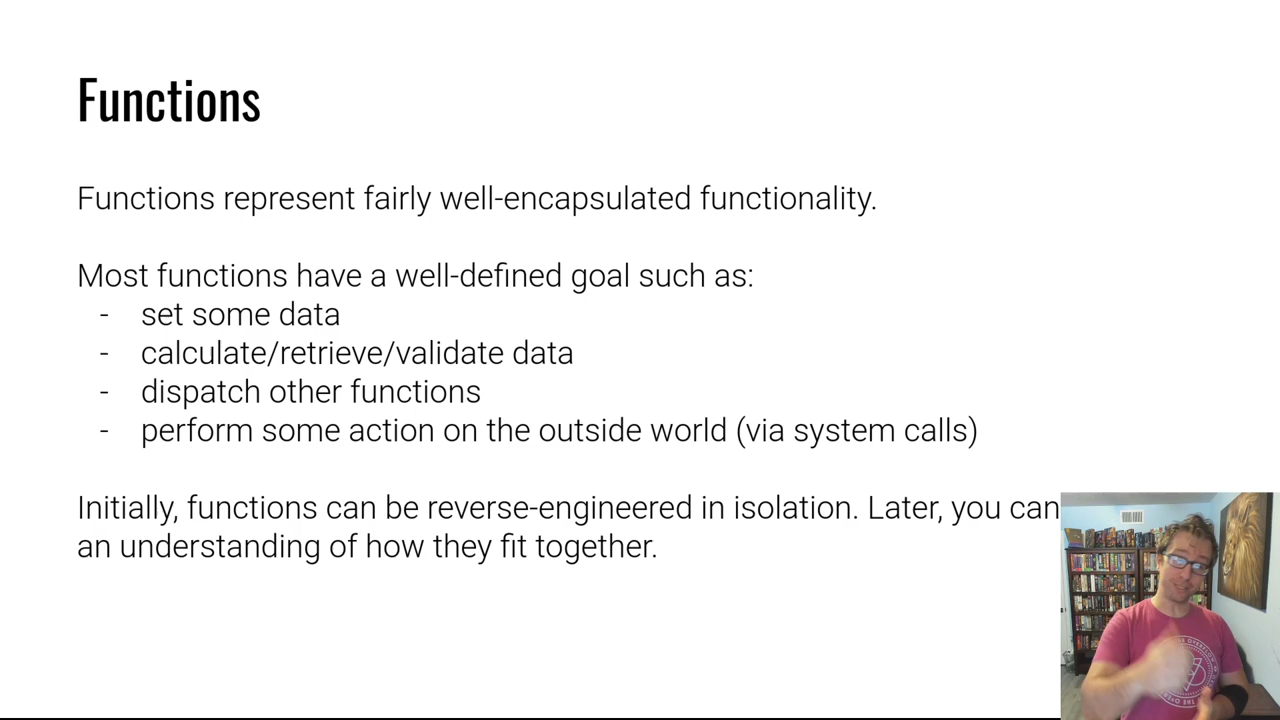 Functions
Functions represent fairly well-encapsulated functionality.
Most functions have a well-defined goal such as:
- set some data
- calculate/retrieve/validate data
- dispatch other functions
- perform some action on the outside world (via system calls)
Initially, functions can be reverse-engineered in isolation. Later, you can
an understanding of how they fit together.